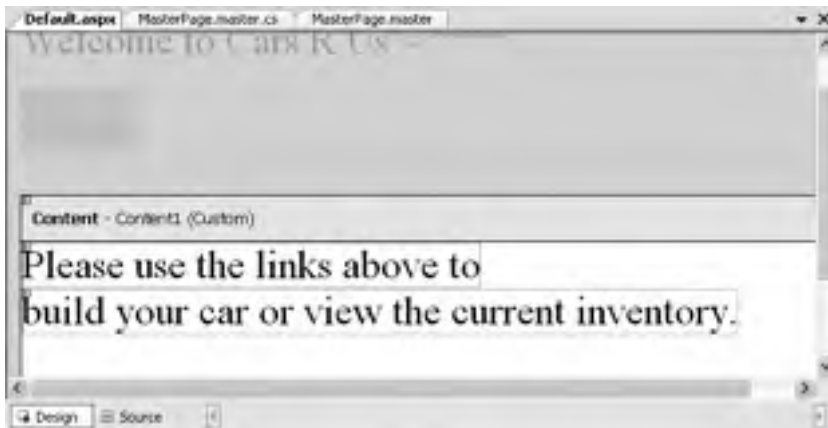 Default.aspx MasterPage.master.cs MasterPage.master
Welcome to Cars R Us
Content - Content1 (Custom)
Please use the links above to
build your car or view the current inventory.
Design Source